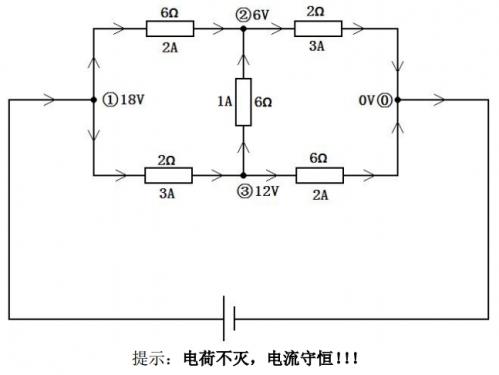 6Ω ②6V 2Ω
2A 3A
①18V 1A 6Ω 0V⓪
2Ω 6Ω
3A ③12V 2A
提示：电荷不灭，电流守恒!!!